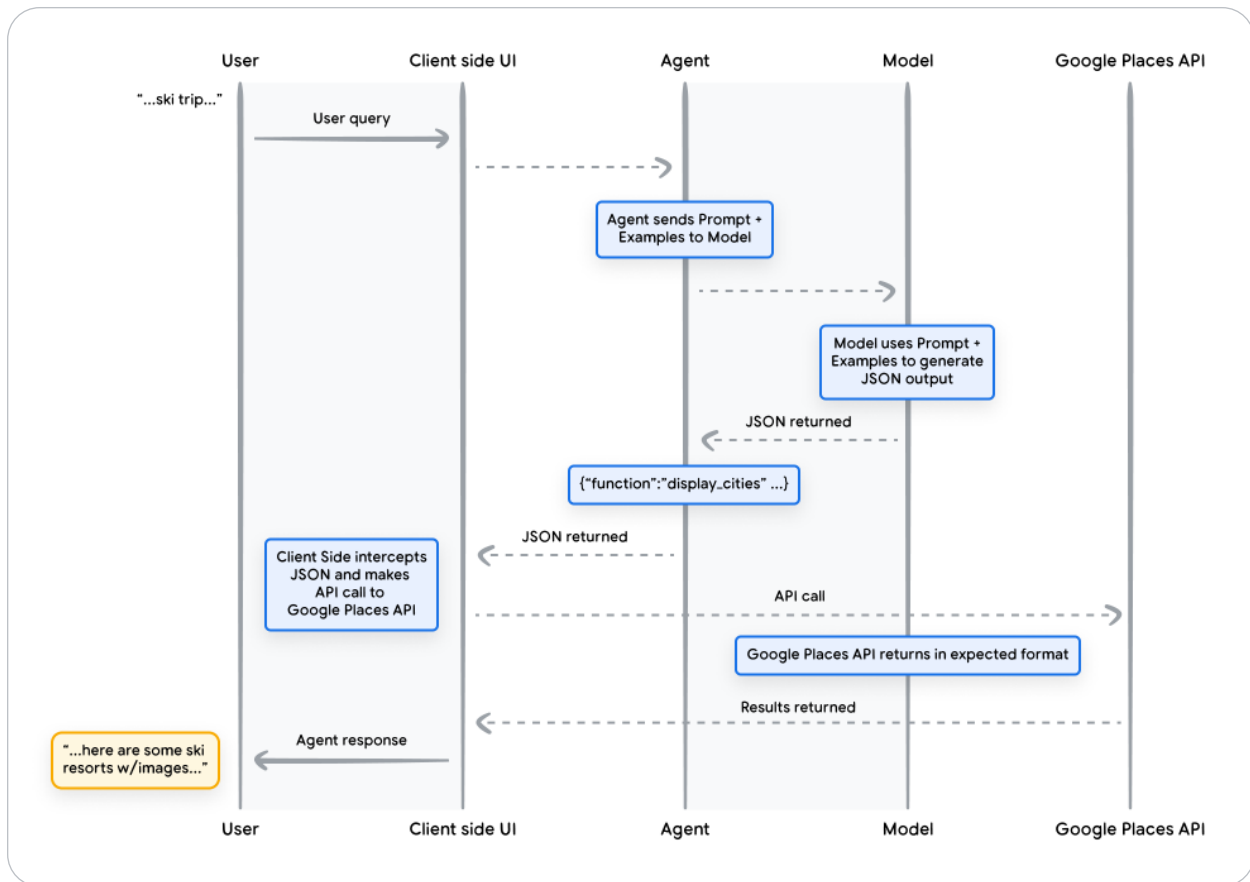 User
Client side UI
Agent
Model
Google Places API
“...ski trip...”
User query
Agent sends Prompt +
Examples to Model
Model uses Prompt +
Examples to generate
JSON output
JSON returned
{“function”:”display_cities” ...}
JSON returned
Client Side intercepts
JSON and makes
API call to
Google Places API
API call
Google Places API returns in expected format
Results returned
Agent response
“...here are some ski
resorts w/images...”
User
Client side UI
Agent
Model
Google Places API